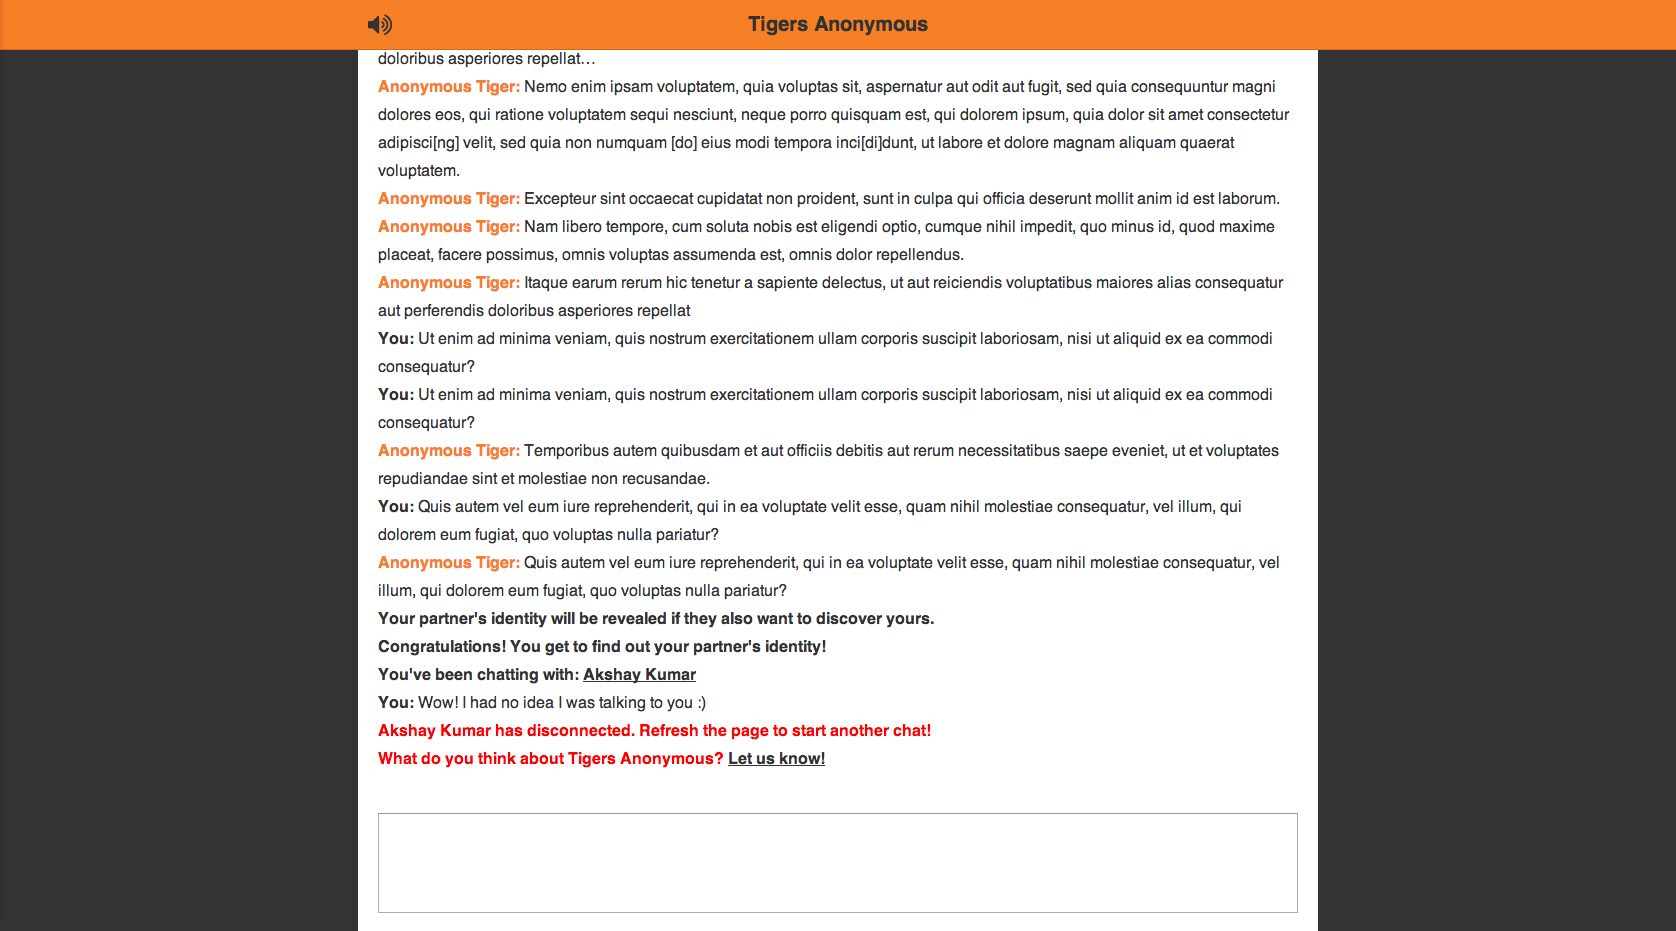 Tigers Anonymous
doloribus asperiores repellat…
Anonymous Tiger: Nemo enim ipsam voluptatem, quia voluptas sit, aspernatur aut odit aut fugit, sed quia consequuntur magni
dolores eos, qui ratione voluptatem sequi nesciunt, neque porro quisquam est, qui dolorem ipsum, quia dolor sit amet consectetur
adipisci[ng] velit, sed quia non numquam [do] eius modi tempora inci[di]dunt, ut labore et dolore magnam aliquam quaerat
voluptatem.
Anonymous Tiger: Excepteur sint occaecat cupidatat non proident, sunt in culpa qui officia deserunt mollit anim id est laborum.
Anonymous Tiger: Nam libero tempore, cum soluta nobis est eligendi optio, cumque nihil impedit, quo minus id, quod maxime
placeat, facere possimus, omnis voluptas assumenda est, omnis dolor repellendus.
Anonymous Tiger: Itaque earum rerum hic tenetur a sapiente delectus, ut aut reiciendis voluptatibus maiores alias consequatur
aut perferendis doloribus asperiores repellat
You: Ut enim ad minima veniam, quis nostrum exercitationem ullam corporis suscipit laboriosam, nisi ut aliquid ex ea commodi
consequatur?
You: Ut enim ad minima veniam, quis nostrum exercitationem ullam corporis suscipit laboriosam, nisi ut aliquid ex ea commodi
consequatur?
Anonymous Tiger: Temporibus autem quibusdam et aut officiis debitis aut rerum necessitatibus saepe eveniet, ut et voluptates
repudiandae sint et molestiae non recusandae.
You: Quis autem vel eum iure reprehenderit, qui in ea voluptate velit esse, quam nihil molestiae consequatur, vel illum, qui
dolorem eum fugiat, quo voluptas nulla pariatur?
Anonymous Tiger: Quis autem vel eum iure reprehenderit, qui in ea voluptate velit esse, quam nihil molestiae consequatur, vel
illum, qui dolorem eum fugiat, quo voluptas nulla pariatur?
Your partner's identity will be revealed if they also want to discover yours.
Congratulations! You get to find out your partner's identity!
You've been chatting with: Akshay Kumar
You: Wow! I had no idea I was talking to you :)
Akshay Kumar has disconnected. Refresh the page to start another chat!
What do you think about Tigers Anonymous? Let us know!